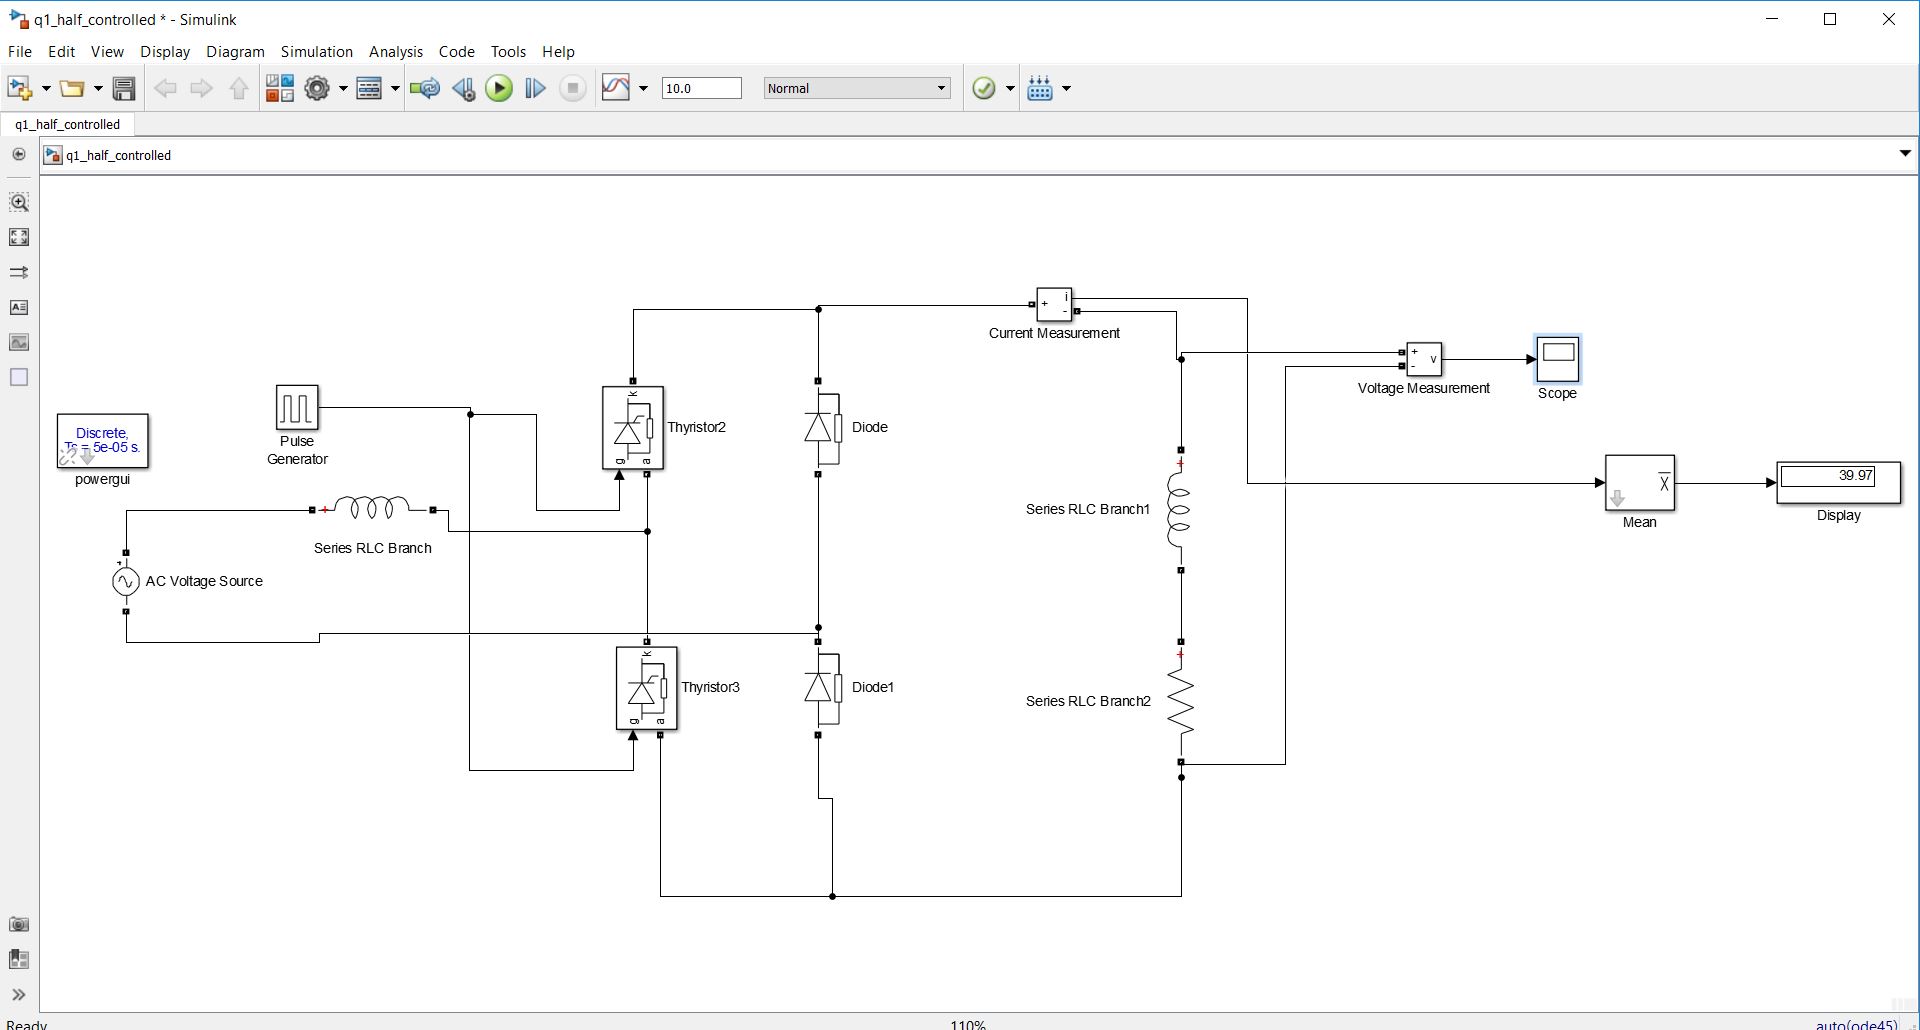 q1_half_controlled * - Simulink
File Edit View Display Diagram Simulation Analysis Code Tools Help
10.0
Normal
q1_half_controlled
q1_half_controlled
Discrete,
Ts = 5e-05 s.
powergui
Pulse
Generator
Series RLC Branch
AC Voltage Source
k
g a
Thyristor2
Diode
k
g a
Thyristor3
Diode1
+ i
-
Current Measurement
+
- v
Voltage Measurement
Scope
+
Series RLC Branch1
+
Series RLC Branch2
X
Mean
39.97
Display
Ready
110%
auto(ode45)